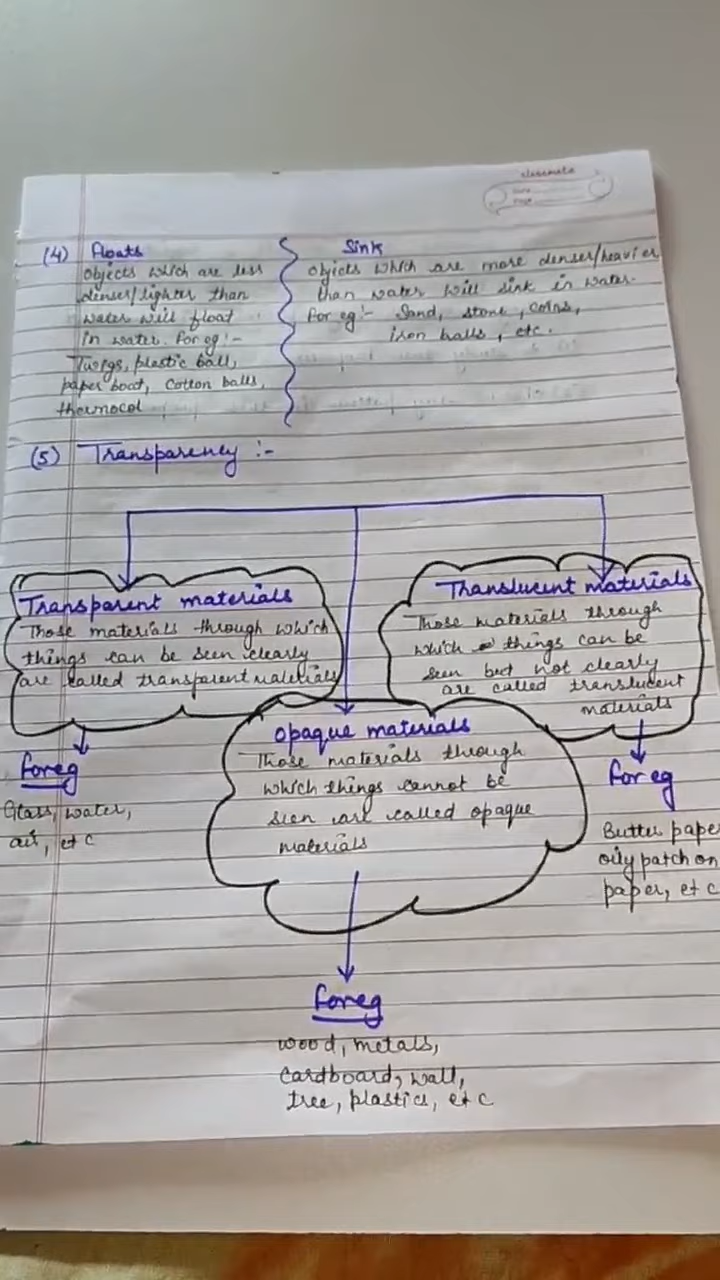 classmate
Date
Page
(4) Floats
Objects which are less
denser/lighter than
water will float
in water. For eg :-
Twigs, plastic ball,
paper boat, cotton balls,
thermocol
Sink
Objects which are more denser/heavier
than water will sink in water.
For eg :- Sand, stone, coins,
iron balls, etc.
(5) Transparency :-
Transparent materials
Those materials through which
things can be seen clearly
are called transparent materials
Translucent materials
Those materials through
which things can be
seen but not clearly
are called translucent
materials
Opaque materials
Those materials through
which things cannot be
seen are called opaque
materials
For eg
Glass, water,
air, etc
For eg
Butter paper
oily patch on
paper, etc
For eg
wood, metals,
cardboard, wall,
tree, plastics, etc